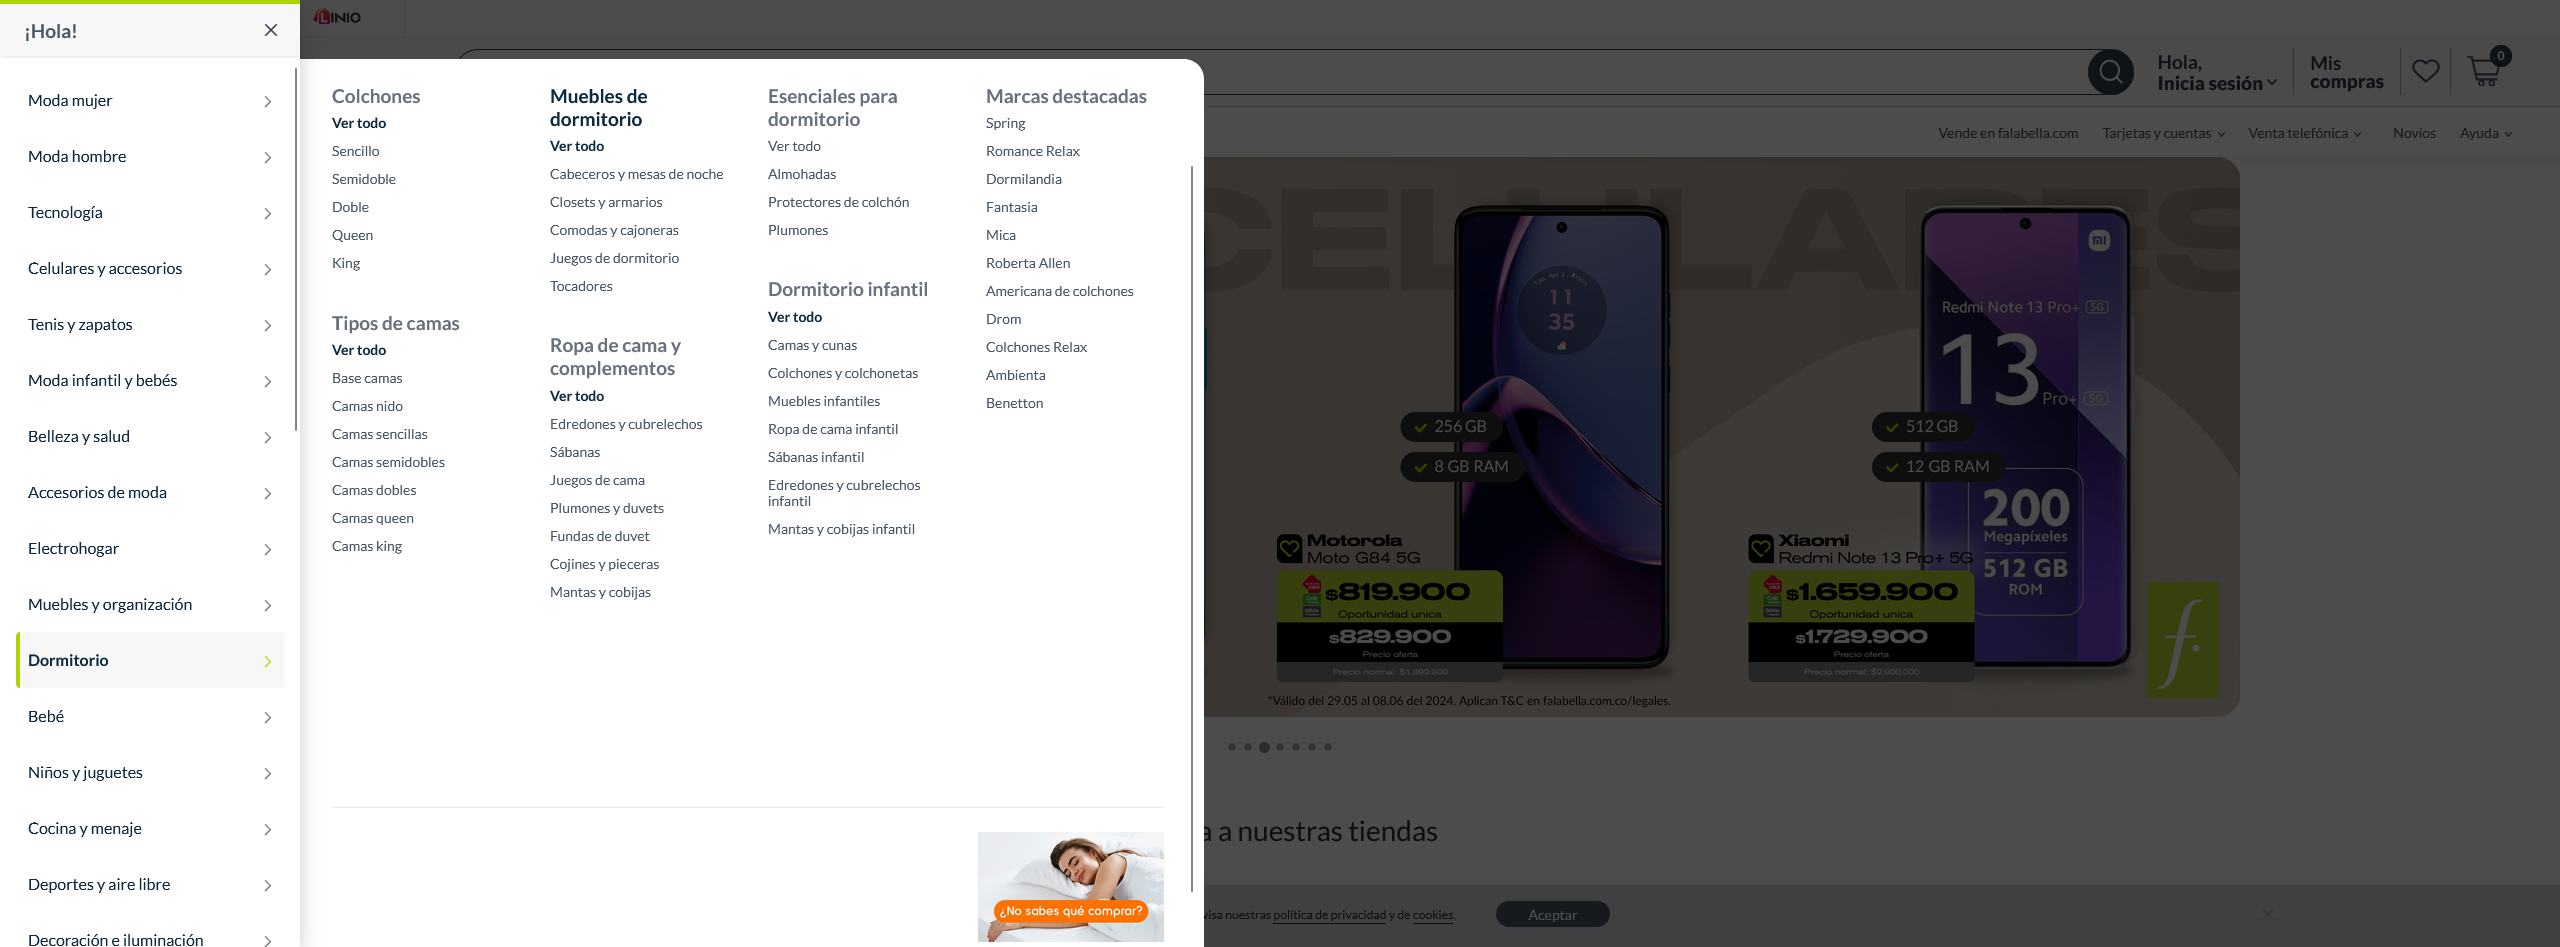 ¡Hola!
Moda mujer
Moda hombre
Tecnología
Celulares y accesorios
Tenis y zapatos
Moda infantil y bebés
Belleza y salud
Accesorios de moda
Electrohogar
Muebles y organización
Dormitorio
Bebé
Niños y juguetes
Cocina y menaje
Deportes y aire libre
Decoración e iluminación
Colchones
Ver todo
Sencillo
Semidoble
Doble
Queen
King
Tipos de camas
Ver todo
Base camas
Camas nido
Camas sencillas
Camas semidobles
Camas dobles
Camas queen
Camas king
Muebles de
dormitorio
Ver todo
Cabeceros y mesas de noche
Closets y armarios
Comodas y cajoneras
Juegos de dormitorio
Tocadores
Ropa de cama y
complementos
Ver todo
Edredones y cubrelechos
Sábanas
Juegos de cama
Plumones y duvets
Fundas de duvet
Cojines y pieceras
Mantas y cobijas
Esenciales para
dormitorio
Ver todo
Almohadas
Protectores de colchón
Plumones
Dormitorio infantil
Ver todo
Camas y cunas
Colchones y colchonetas
Muebles infantiles
Ropa de cama infantil
Sábanas infantil
Edredones y cubrelechos
infantil
Mantas y cobijas infantil
Marcas destacadas
Spring
Romance Relax
Dormilandia
Fantasia
Mica
Roberta Allen
Americana de colchones
Drom
Colchones Relax
Ambienta
Benetton
¿No sabes qué comprar?
LINIO
Hola,
Inicia sesión
Mis
compras
0
Vende en falabella.com
Tarjetas y cuentas
Venta telefónica
Novios
Ayuda
CELULARES
11
35
256 GB
8 GB RAM
Motorola
Moto G84 5G
$819.900
Oportunidad unica
$829.900
Precio oferta
Precio normal: $1.899.900
mi
Redmi Note 13 Pro+ 5G
13
Pro+ 5G
512 GB
12 GB RAM
200
Megapíxeles
512 GB
ROM
Xiaomi
Redmi Note 13 Pro+ 5G
$1.659.900
Oportunidad unica
$1.729.900
Precio oferta
Precio normal: $2.900.000
f.
*Válido del 29.05 al 08.06 del 2024. Aplican T&C en falabella.com.co/legales.
a a nuestras tiendas
visa nuestras política de privacidad y de cookies.
Aceptar